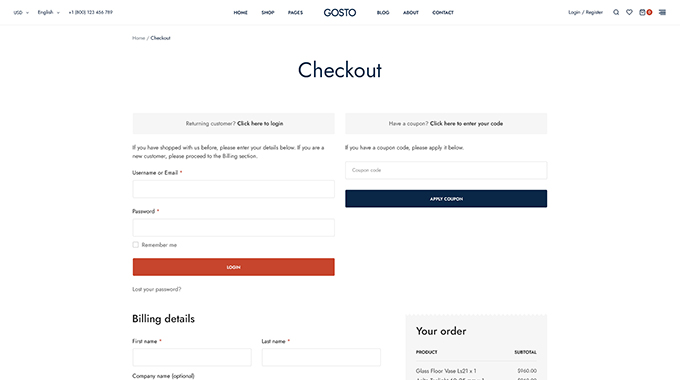 USD English +1 (800) 123 456 789 HOME SHOP PAGES GOSTO BLOG ABOUT CONTACT Login / Register 0
Home / Checkout
Checkout
Returning customer? Click here to login
Have a coupon? Click here to enter your code
If you have shopped with us before, please enter your details below. If you are a
new customer, please proceed to the Billing section.
If you have a coupon code, please apply it below.
Username or Email *
Coupon code
APPLY COUPON
Password *
Remember me
LOGIN
Lost your password?
Billing details
First name *
Last name *
Company name (optional)
Your order
PRODUCT SUBTOTAL
Glass Floor Vase Ls21 x 1 $960.00